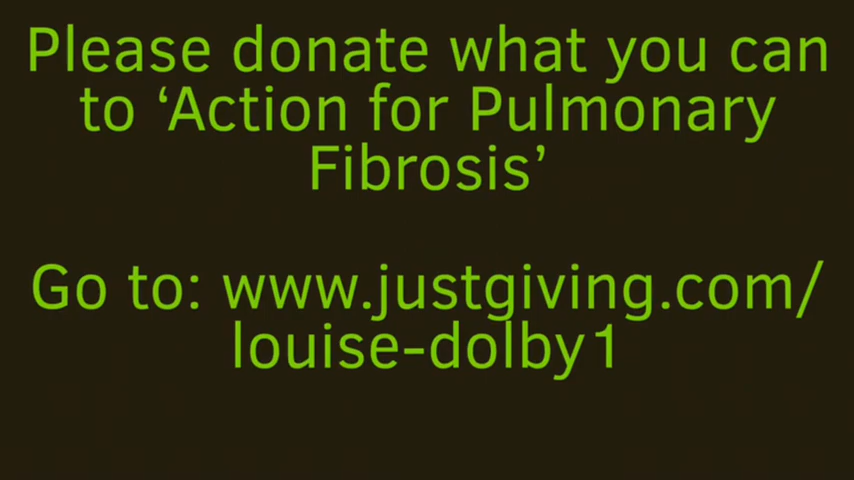 Please donate what you can
to ‘Action for Pulmonary
Fibrosis’
Go to: www.justgiving.com/
louise-dolby1